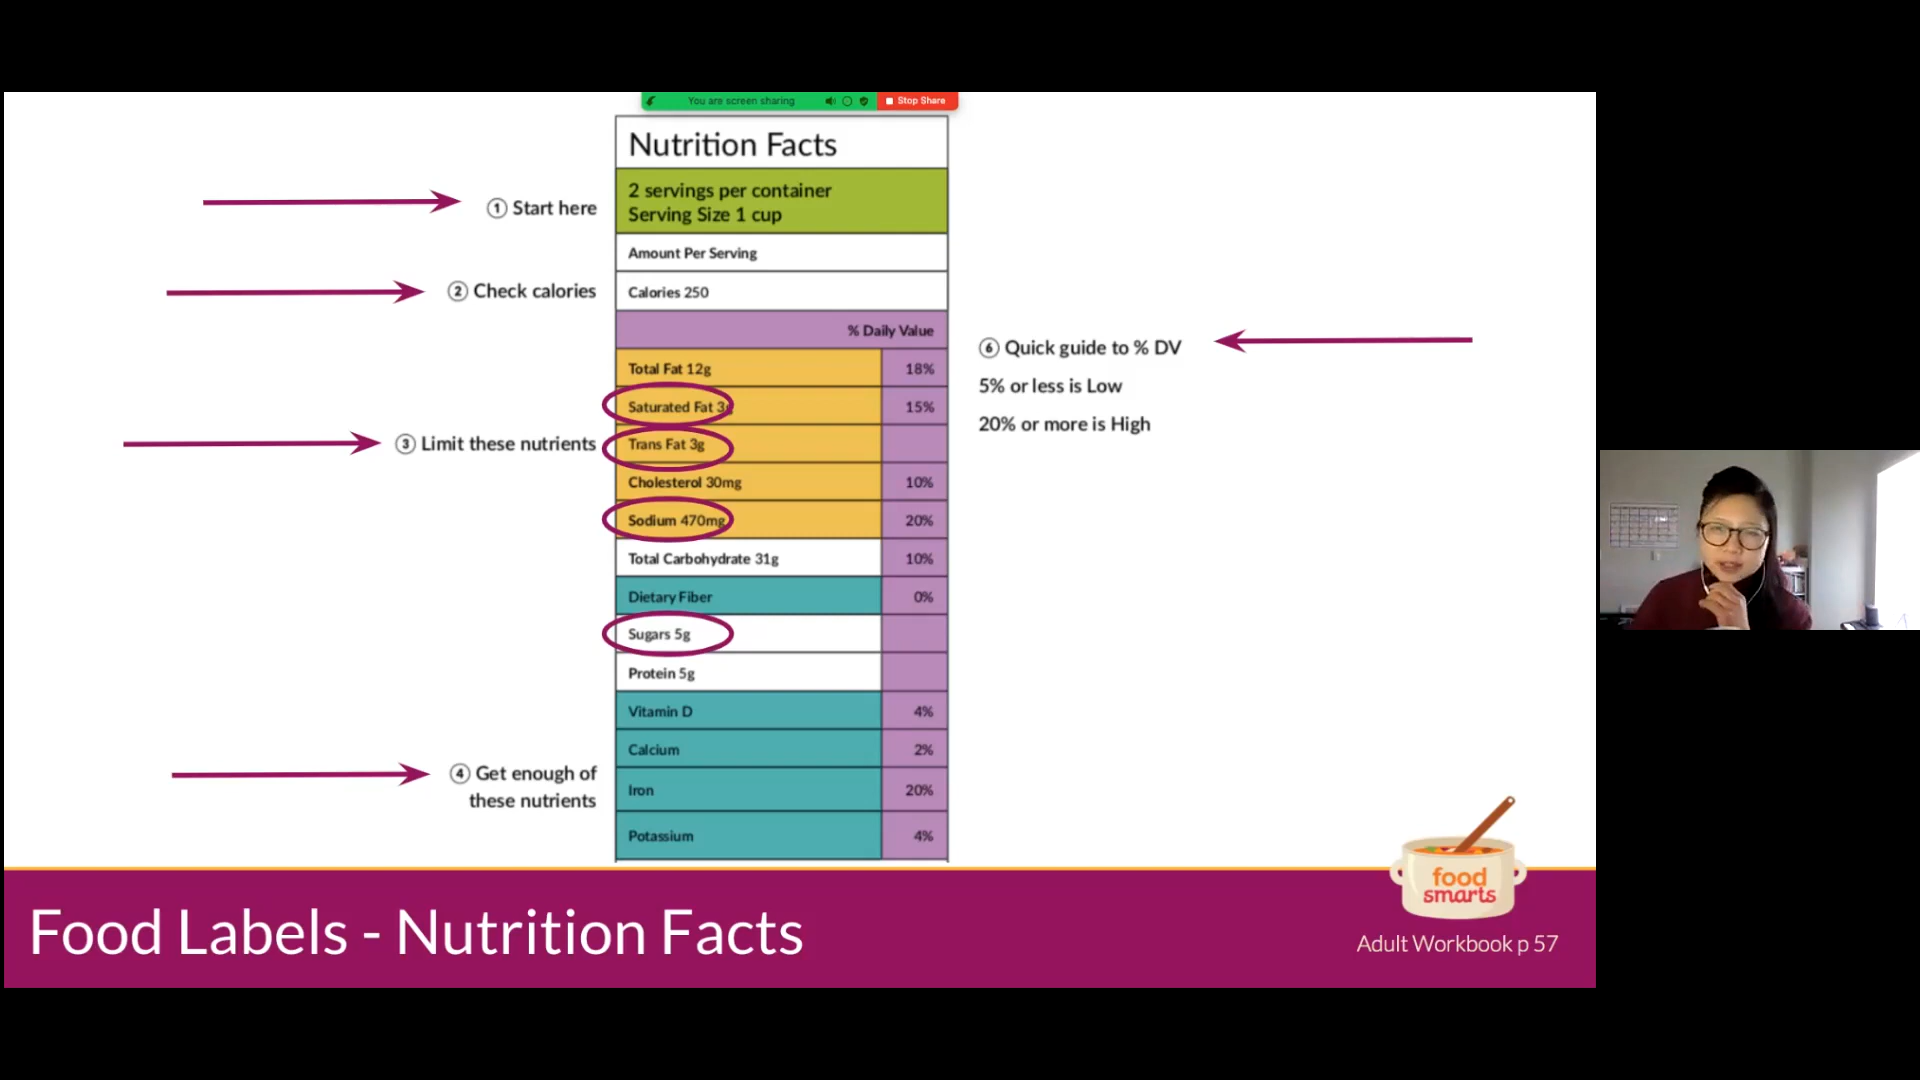 You are screen sharing
Stop Share
Nutrition Facts
① Start here
2 servings per container
Serving Size 1 cup
Amount Per Serving
② Check calories
Calories 250
% Daily Value
Total Fat 12g 18%
Saturated Fat 3g 15%
③ Limit these nutrients
Trans Fat 3g
Cholesterol 30mg 10%
Sodium 470mg 20%
Total Carbohydrate 31g 10%
Dietary Fiber 0%
Sugars 5g
Protein 5g
Vitamin D 4%
Calcium 2%
④ Get enough of
these nutrients
Iron 20%
Potassium 4%
⑥ Quick guide to % DV
5% or less is Low
20% or more is High
food
smarts
Food Labels - Nutrition Facts
Adult Workbook p 57